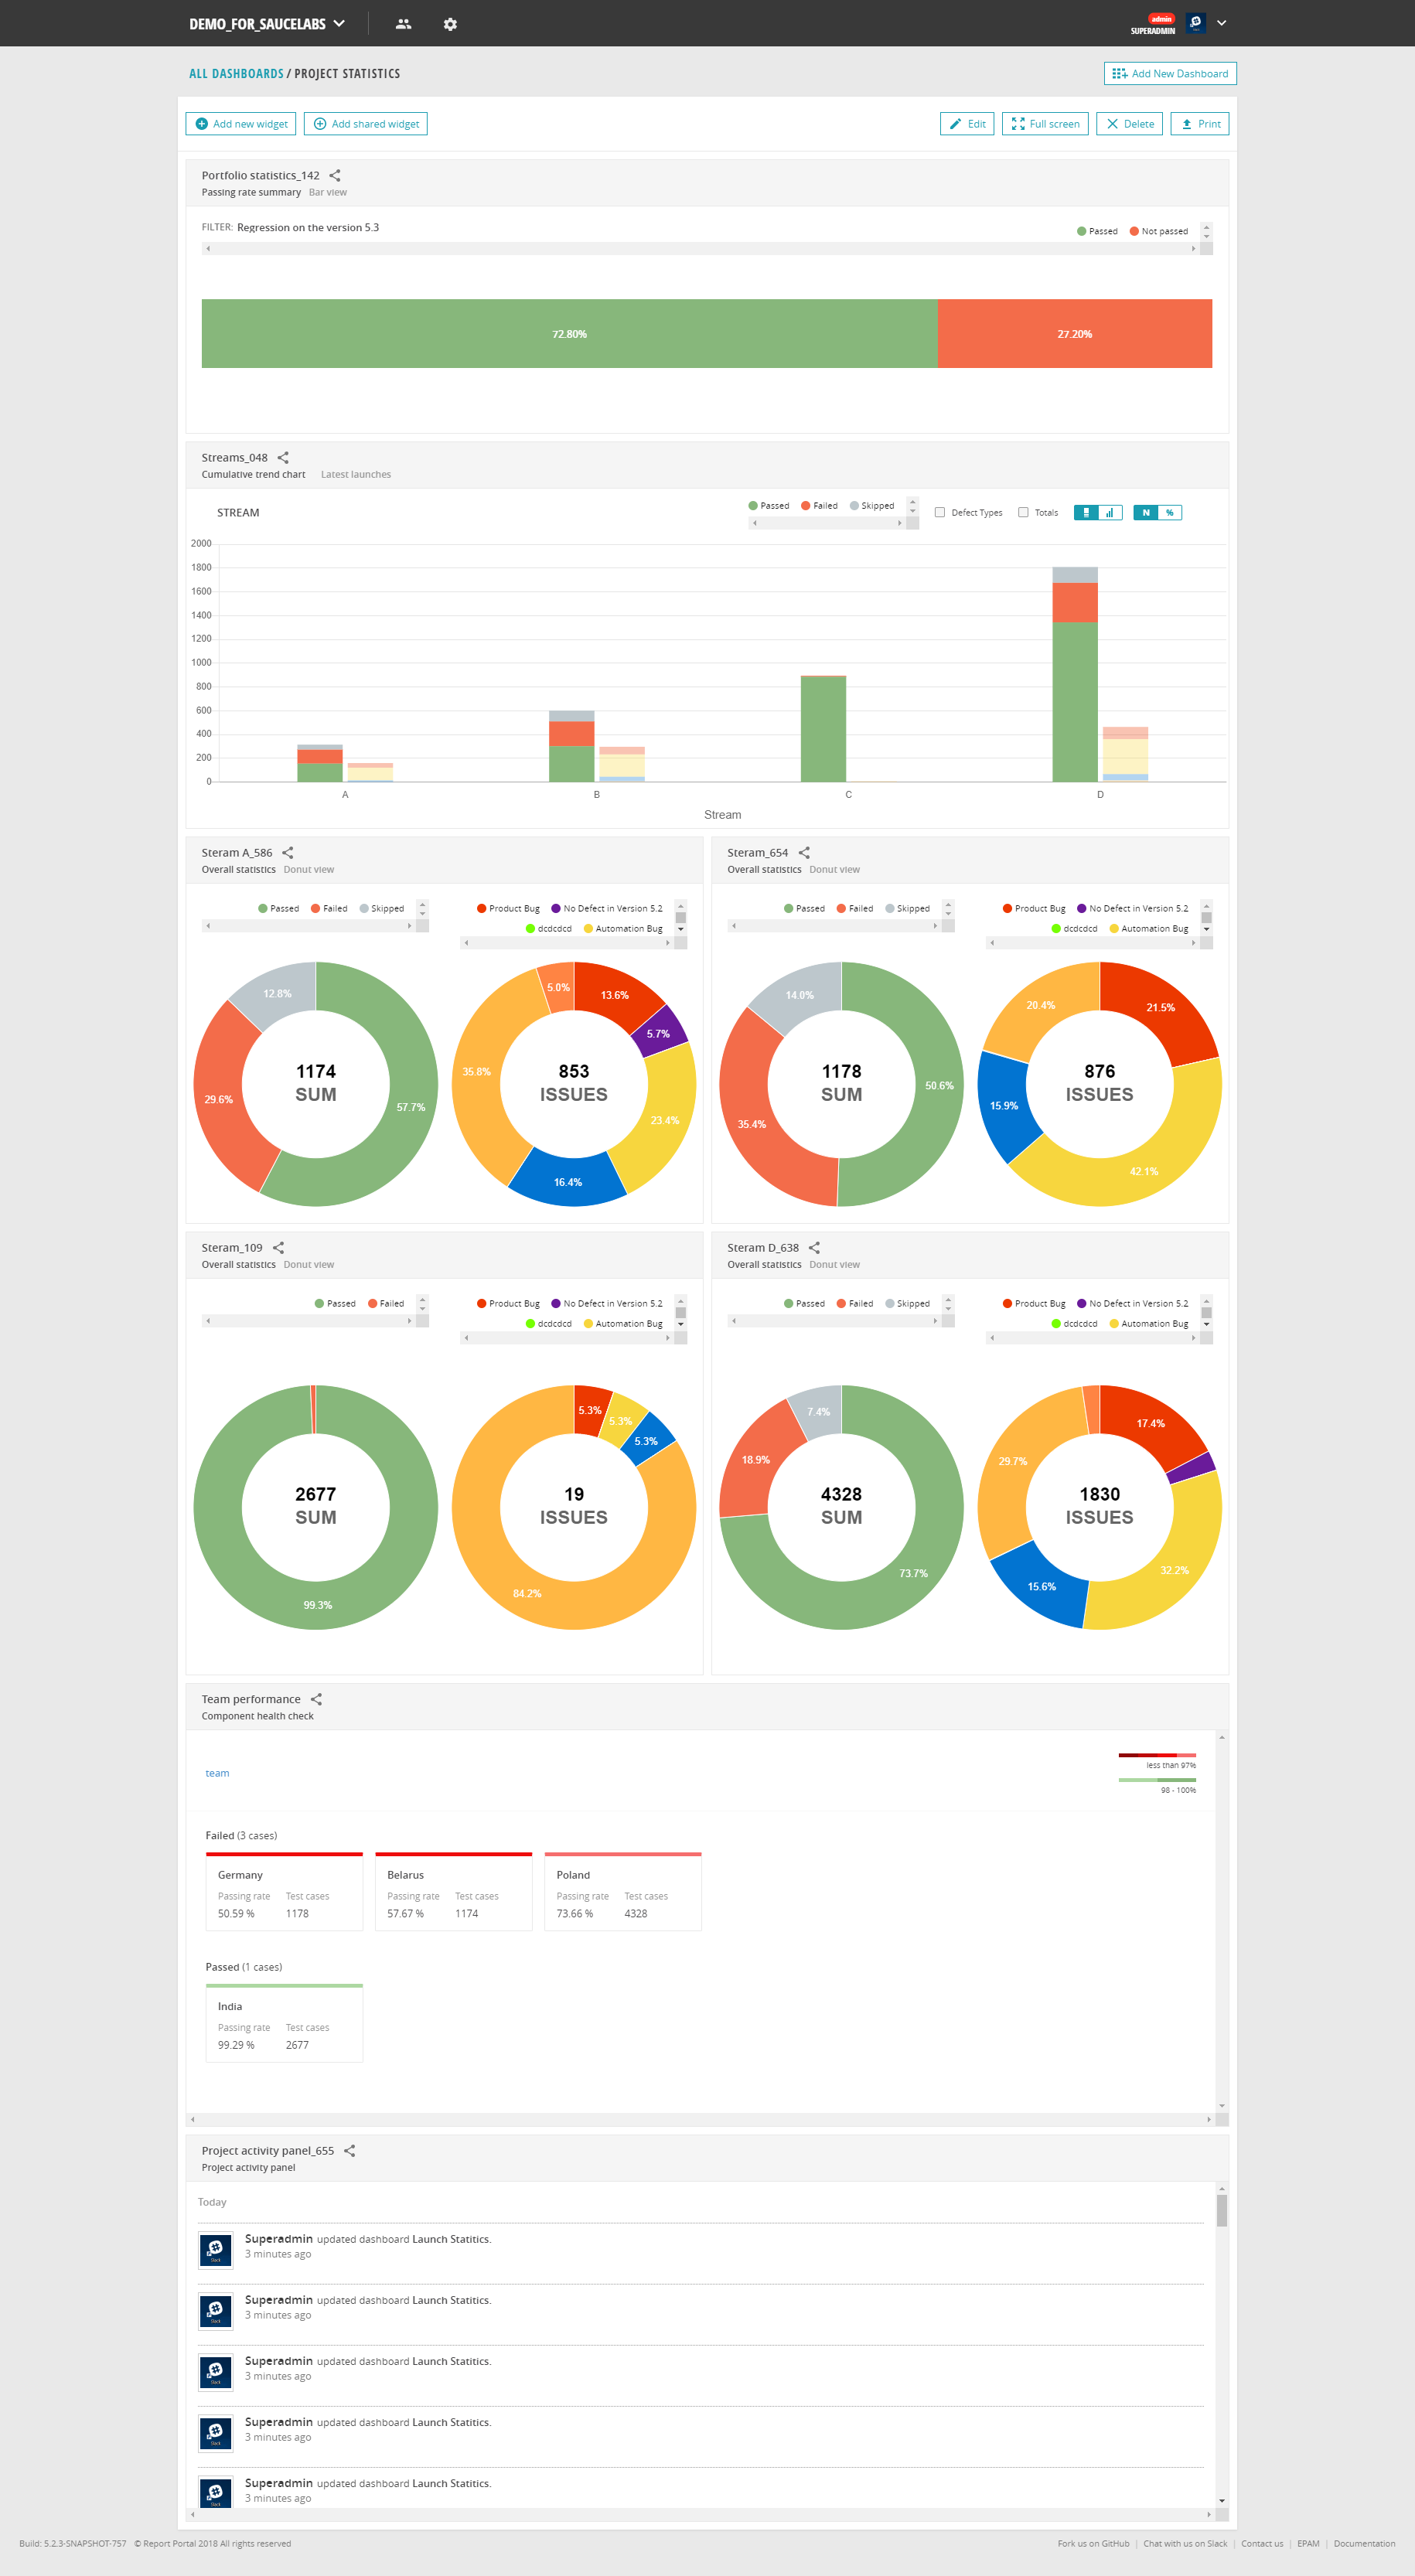 DEMO_FOR_SAUCELABS
admin
SUPERADMIN
ALL DASHBOARDS / PROJECT STATISTICS
Add New Dashboard
Add new widget Add shared widget Edit Full screen Delete Print
Portfolio statistics_142
Passing rate summary Bar view
FILTER: Regression on the version 5.3
Passed Not passed
72.80% 27.20%
Streams_048
Cumulative trend chart Latest launches
STREAM
Passed Failed Skipped Defect Types Totals N %
2000
1800
1600
1400
1200
1000
800
600
400
200
0
A B C D
Stream
Steram A_586
Overall statistics Donut view
Passed Failed Skipped
Product Bug No Defect in Version 5.2
dcdcdcd Automation Bug
12.8%
29.6%
57.7%
1174
SUM
5.0%
13.6%
5.7%
35.8%
23.4%
16.4%
853
ISSUES
Steram_654
Overall statistics Donut view
Passed Failed Skipped
Product Bug No Defect in Version 5.2
dcdcdcd Automation Bug
14.0%
50.6%
35.4%
1178
SUM
20.4%
21.5%
15.9%
42.1%
876
ISSUES
Steram_109
Overall statistics Donut view
Passed Failed
Product Bug No Defect in Version 5.2
dcdcdcd Automation Bug
2677
SUM
99.3%
5.3%
5.3%
5.3%
84.2%
19
ISSUES
Steram D_638
Overall statistics Donut view
Passed Failed Skipped
Product Bug No Defect in Version 5.2
dcdcdcd Automation Bug
7.4%
18.9%
73.7%
4328
SUM
17.4%
29.7%
32.2%
15.6%
1830
ISSUES
Team performance
Component health check
team
less than 97%
98 - 100%
Failed (3 cases)
Germany
Passing rate Test cases
50.59 % 1178
Belarus
Passing rate Test cases
57.67 % 1174
Poland
Passing rate Test cases
73.66 % 4328
Passed (1 cases)
India
Passing rate Test cases
99.29 % 2677
Project activity panel_655
Project activity panel
Today
Superadmin updated dashboard Launch Statitics.
3 minutes ago
Superadmin updated dashboard Launch Statitics.
3 minutes ago
Superadmin updated dashboard Launch Statitics.
3 minutes ago
Superadmin updated dashboard Launch Statitics.
3 minutes ago
Superadmin updated dashboard Launch Statitics.
3 minutes ago
Build: 5.2.3-SNAPSHOT-757 © Report Portal 2018 All rights reserved
Fork us on GitHub | Chat with us on Slack | Contact us | EPAM | Documentation